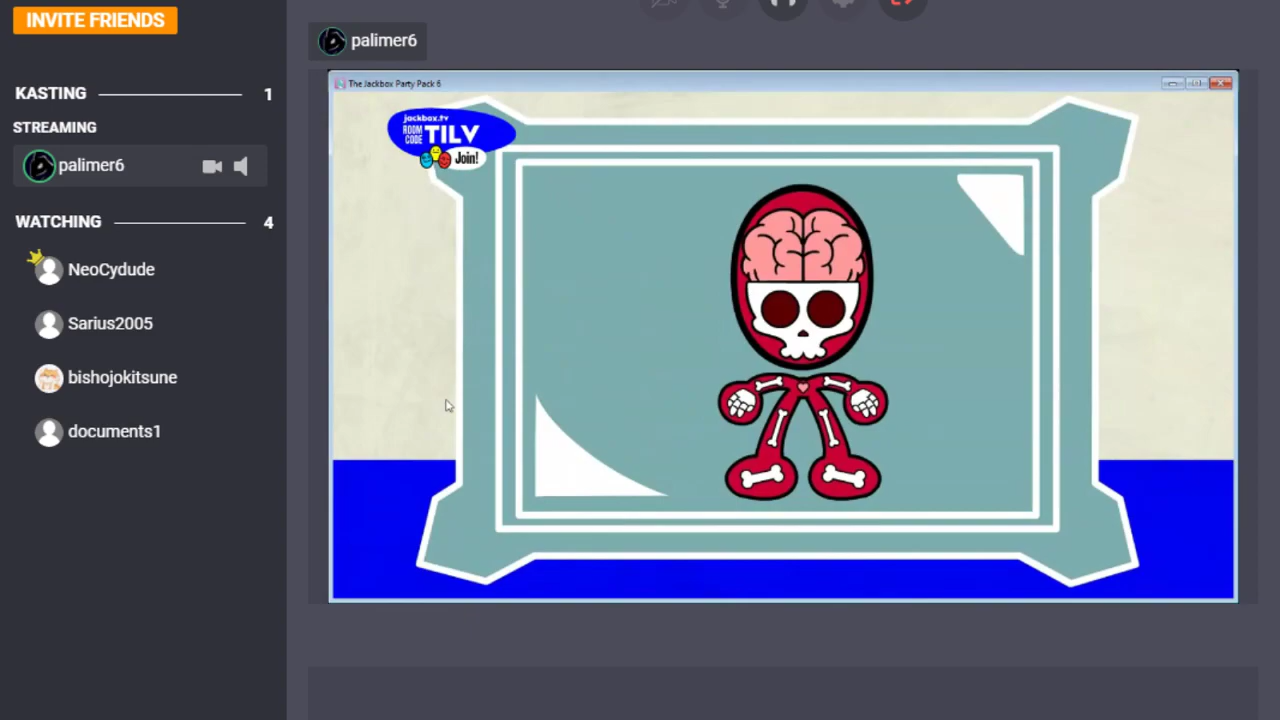 INVITE FRIENDS
palimer6
KASTING 1
STREAMING
palimer6
WATCHING 4
NeoCydude
Sarius2005
bishojokitsune
documents1
The Jackbox Party Pack 6
jackbox.tv
ROOM CODE TILV
Join!